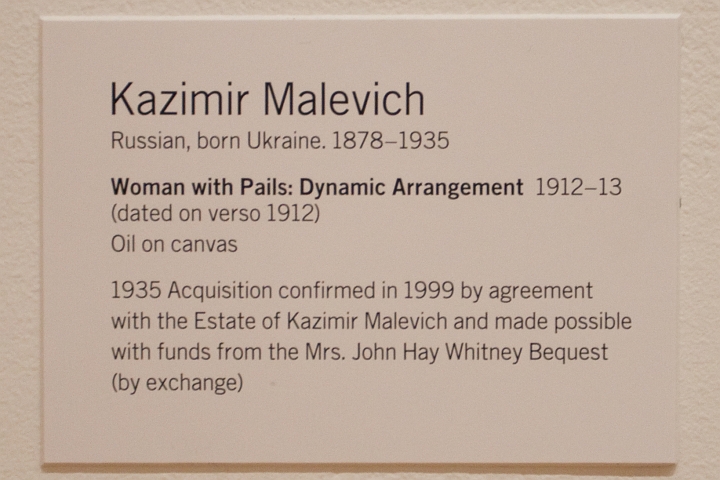 Kazimir Malevich
Russian, born Ukraine. 1878–1935
Woman with Pails: Dynamic Arrangement 1912–13
(dated on verso 1912)
Oil on canvas
1935 Acquisition confirmed in 1999 by agreement
with the Estate of Kazimir Malevich and made possible
with funds from the Mrs. John Hay Whitney Bequest
(by exchange)